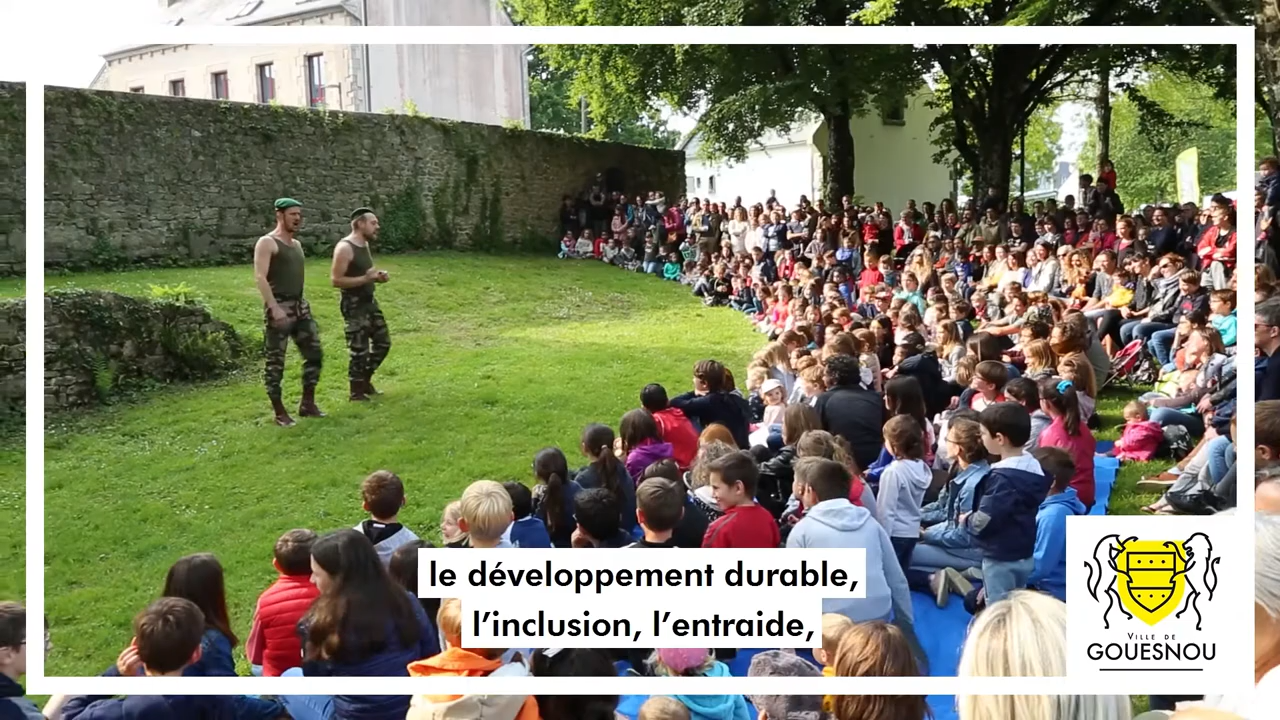 le développement durable,
l’inclusion, l’entraide,
VILLE DE
GOUESNOU